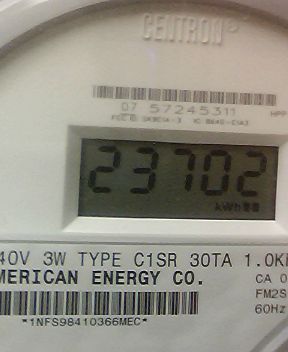 CENTRON®
07 57245311
23702
kWh
40V 3W TYPE C1SR 30TA 1.0K
MERICAN ENERGY CO.
CA 0
FM2S
60Hz
*1NFS98410366MEC*